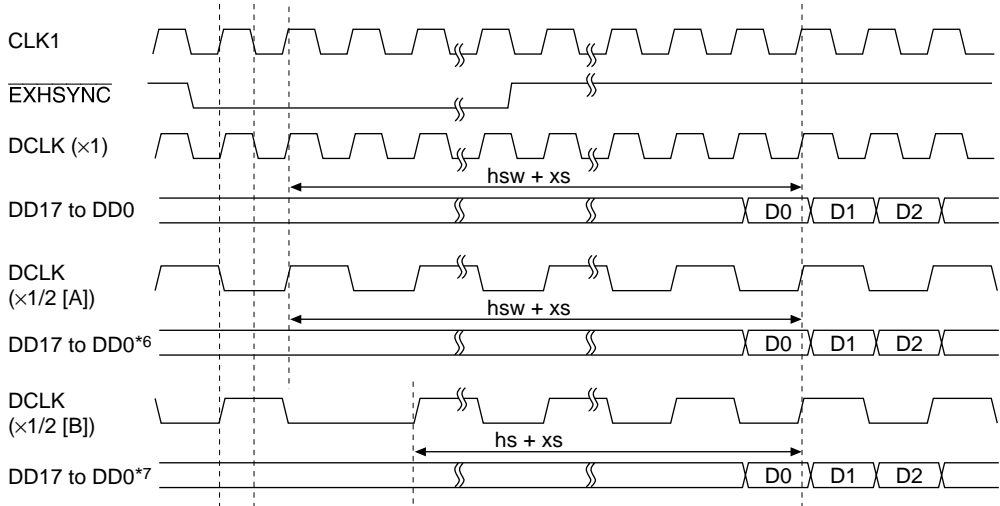 CLK1
EXHSYNC
DCLK (×1)
hsw + xs
DD17 to DD0
D0 D1 D2
DCLK
(×1/2 [A])
hsw + xs
DD17 to DD0*6
D0 D1 D2
DCLK
(×1/2 [B])
hs + xs
DD17 to DD0*7
D0 D1 D2